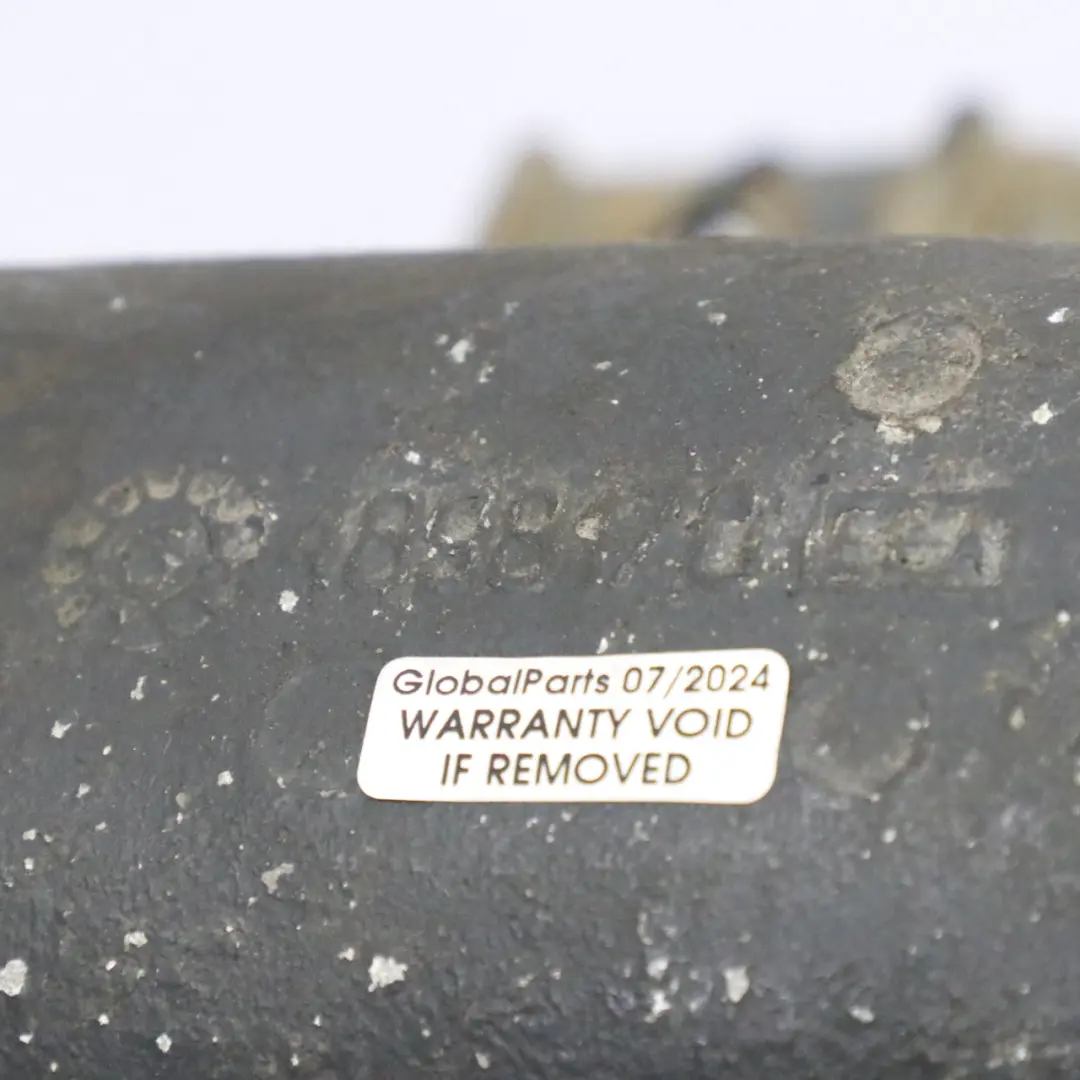 GlobalParts 07/2024
WARRANTY VOID
IF REMOVED